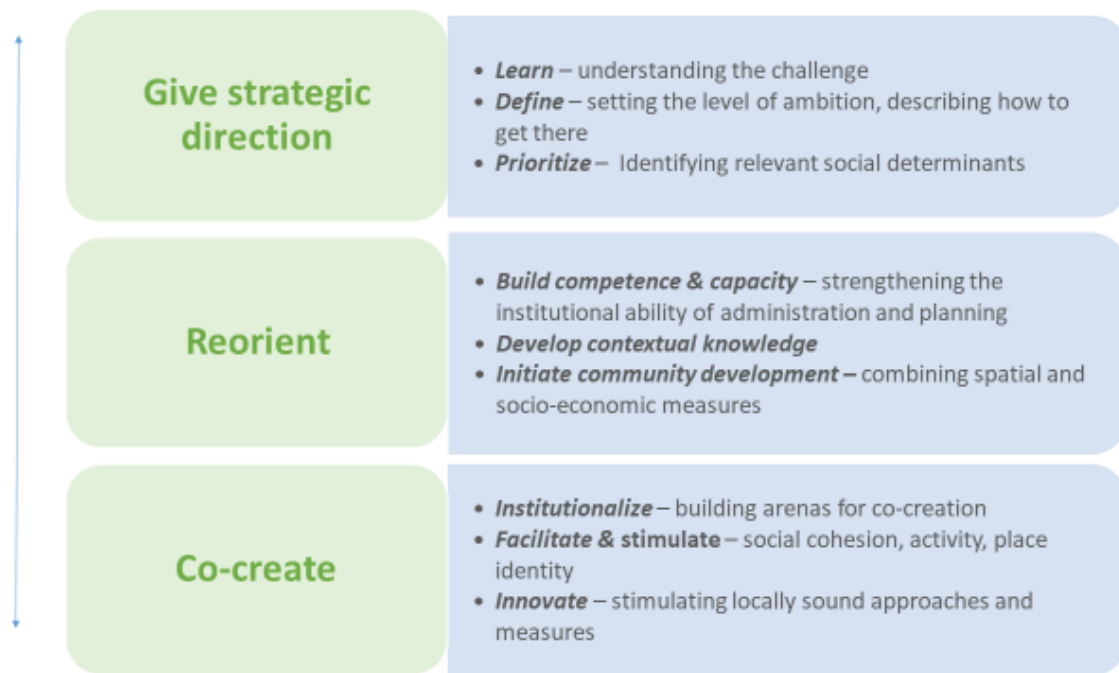 Give strategic
direction
• Learn – understanding the challenge
• Define – setting the level of ambition, describing how to
get there
• Prioritize – Identifying relevant social determinants
Reorient
• Build competence & capacity – strengthening the
institutional ability of administration and planning
• Develop contextual knowledge
• Initiate community development – combining spatial and
socio-economic measures
Co-create
• Institutionalize – building arenas for co-creation
• Facilitate & stimulate – social cohesion, activity, place
identity
• Innovate – stimulating locally sound approaches and
measures